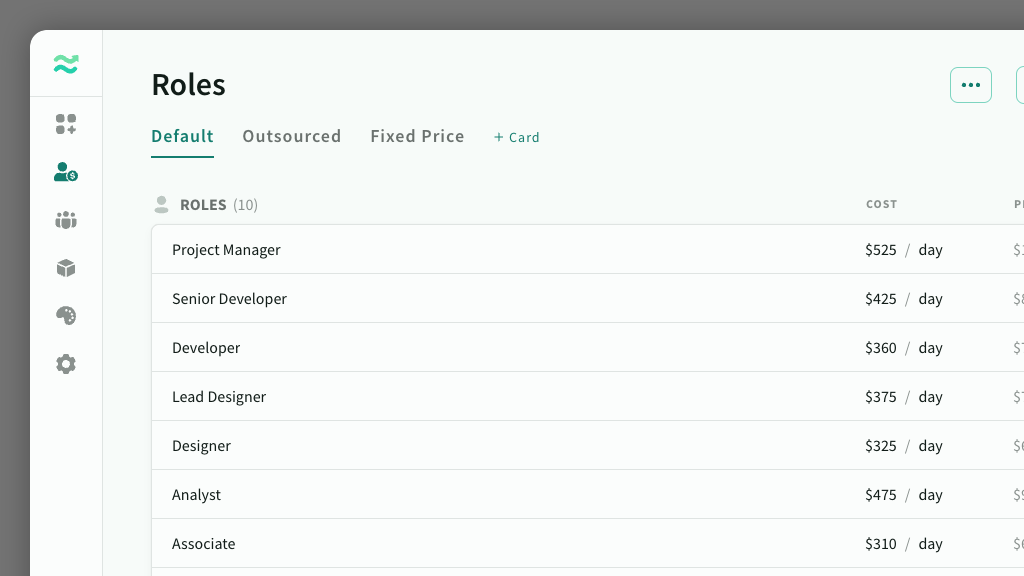 Roles
Default Outsourced Fixed Price + Card
ROLES (10) COST
Project Manager $525 / day
Senior Developer $425 / day
Developer $360 / day
Lead Designer $375 / day
Designer $325 / day
Analyst $475 / day
Associate $310 / day